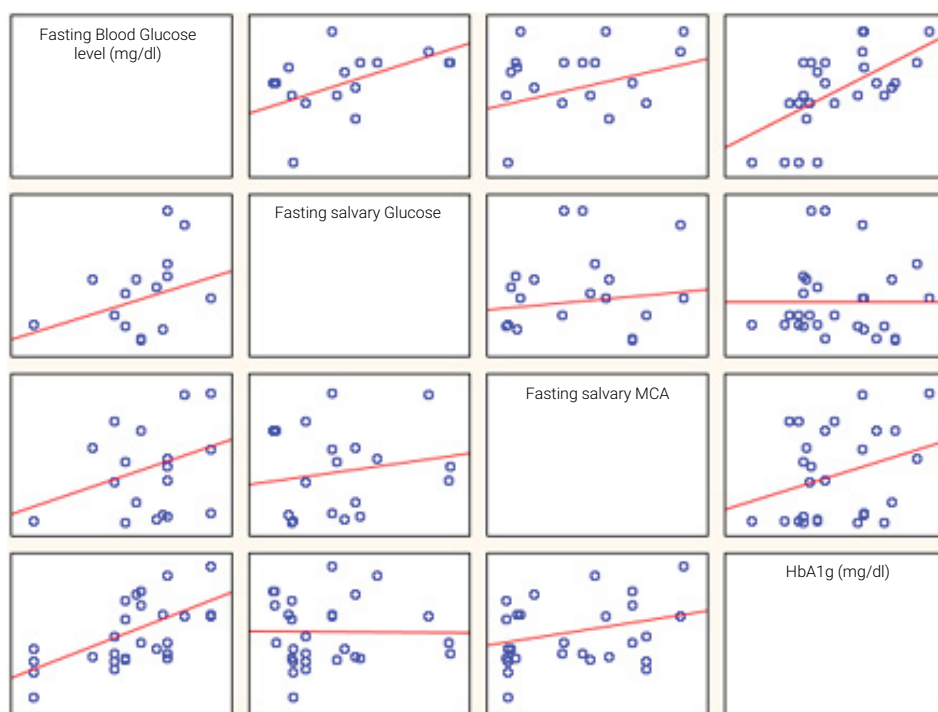 Fasting Blood Glucose
level (mg/dl)
Fasting salvary Glucose
Fasting salvary MCA
HbA1g (mg/dl)